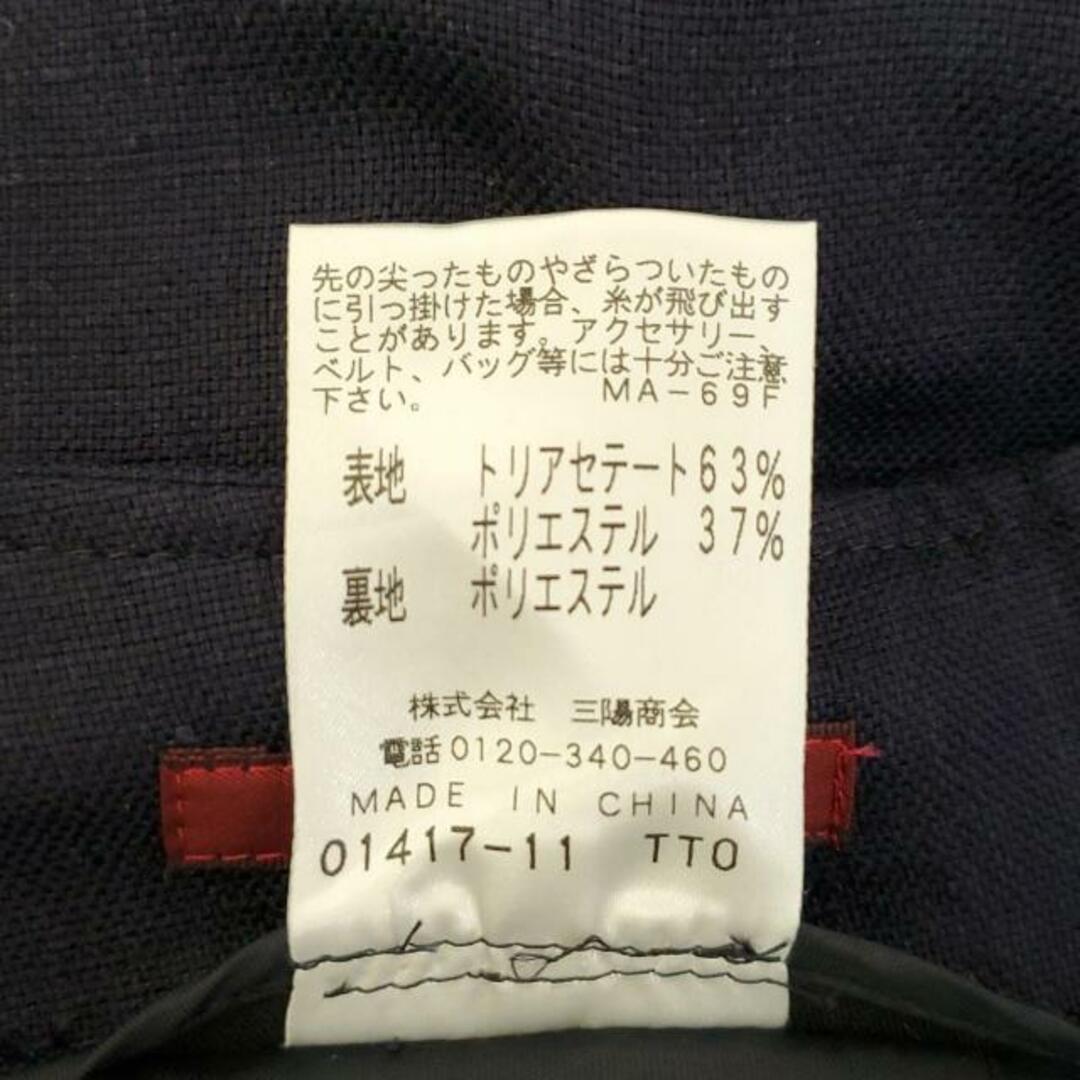 先の尖ったものやざらついたもの
に引っ掛けた場合、糸が飛び出す
ことがあります。アクセサリー、
ベルト、バッグ等には十分ご注意
下さい。 MA-69F
表地 トリアセテート63%
ポリエステル 37%
裏地 ポリエステル
株式会社 三陽商会
電話0120-340-460
MADE IN CHINA
01417-11 TTO